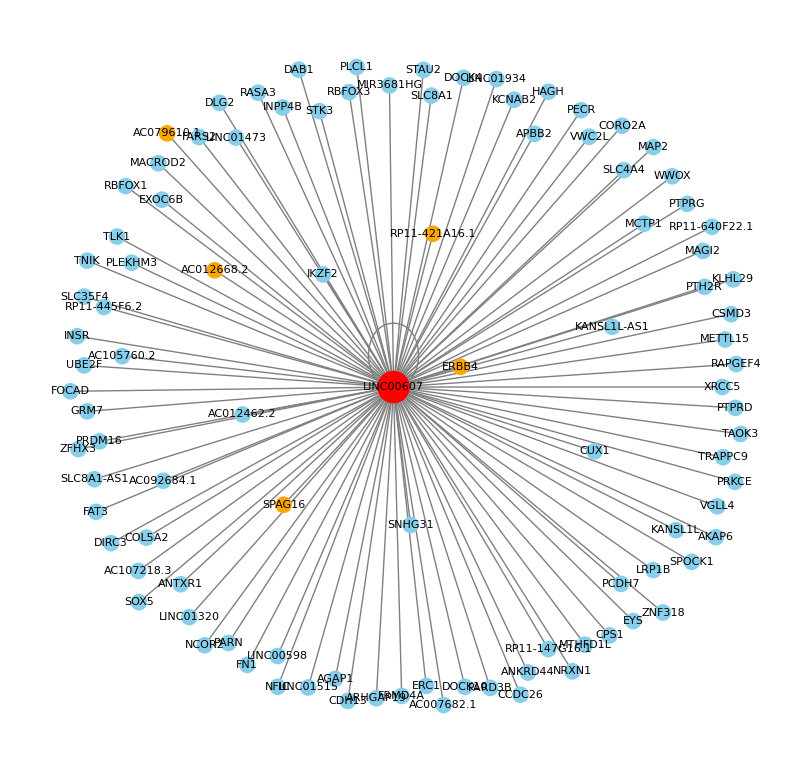 PLCL1
DAB1
STAU2
DOCK4
LINC01934
MIR3681HG
RASA3
RBFOX3
SLC8A1
HAGH
KCNAB2
DLG2
INPP4B
STK3
PECR
CORO2A
AC079610.1
TARS2
LINC01473
APBB2
VWC2L
MAP2
MACROD2
SLC4A4
WWOX
RBFOX1
EXOC6B
PTPRG
MCTP1
RP11-640F22.1
TLK1
RP11-421A16.1
MAGI2
TNIK
PLEKHM3
AC012668.2
IKZF2
KLHL29
PTH2R
SLC35F4
RP11-445F6.2
CSMD3
KANSL1L-AS1
INSR
METTL15
AC105760.2
UBE2F
ERBB4
RAPGEF4
FOCAD
LINC00607
XRCC5
GRM7
AC012462.2
PTPRD
TAOK3
PRDM16
ZFHX3
CUX1
TRAPPC9
SLC8A1-AS1
AC092684.1
PRKCE
SPAG16
VGLL4
FAT3
SNHG31
KANSL1L
AKAP6
DIRC3
COL5A2
SPOCK1
AC107218.3
LRP1B
ANTXR1
PCDH7
SOX5
ZNF318
LINC01320
EYS
CPS1
NCOR2
PARN
RP11-147G16.1
MTHFD1L
FN1
LINC00598
ANKRD44
NRXN1
AGAP1
NFIC
LINC01515
ERC1
DOCK10
PARD3B
CCDC26
CDH13
ARHGAP19
FRMD4A
AC007682.1